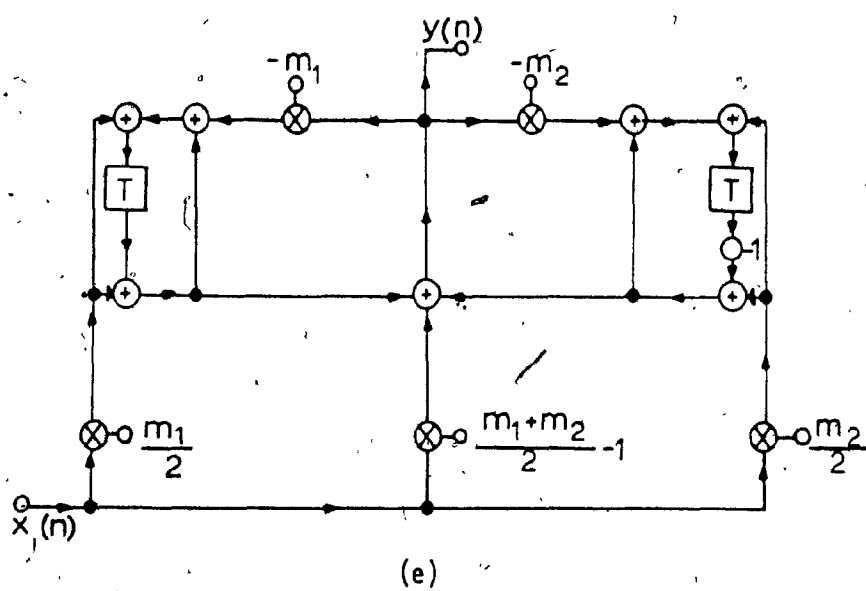 y(n)
-m₁ -m₂
+ + × × + +
T T
-1
+ + +
× m₁/2 × m₁+m₂/2 -1 × m₂/2
x₁(n)
(e)